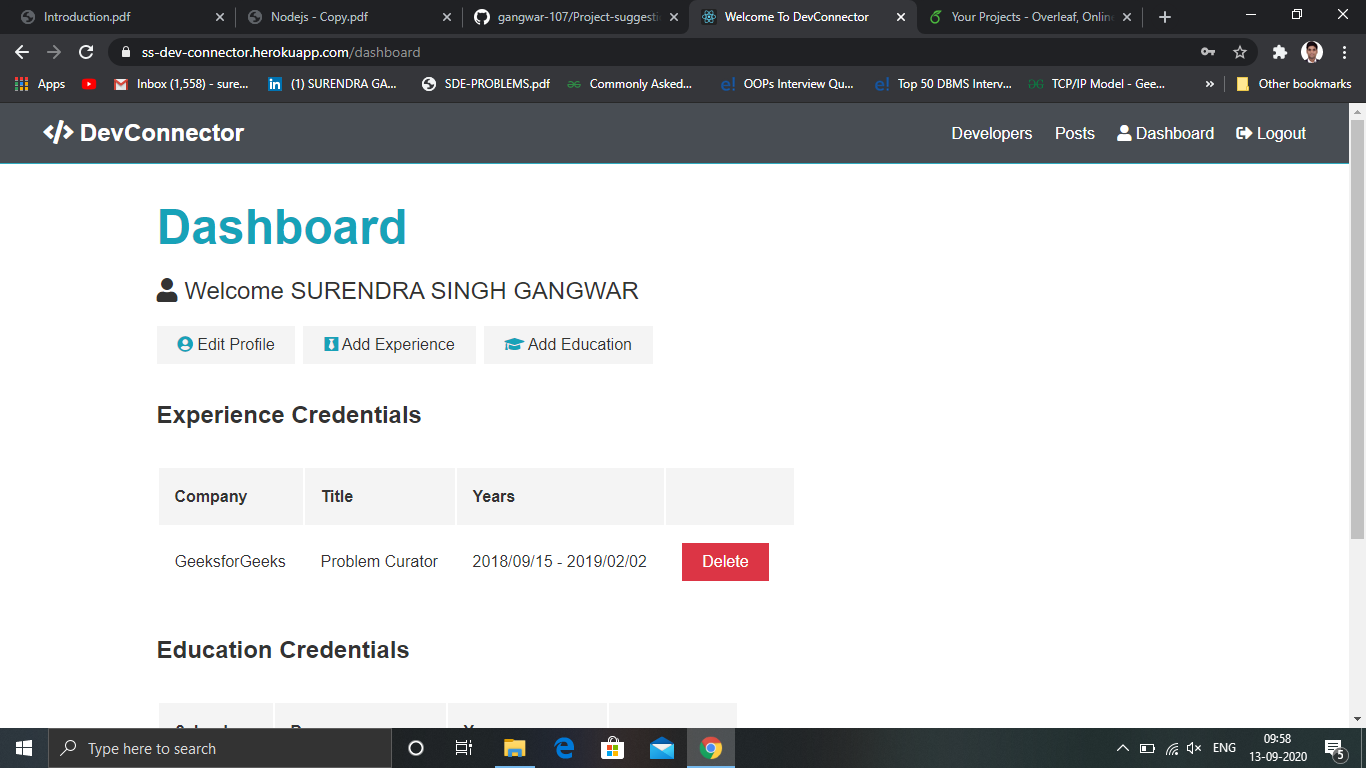 Introduction.pdf
Nodejs - Copy.pdf
gangwar-107/Project-suggesti
Welcome To DevConnector
Your Projects - Overleaf, Onlin
ss-dev-connector.herokuapp.com/dashboard
Apps
Inbox (1,558) - sure...
(1) SURENDRA GA...
SDE-PROBLEMS.pdf
Commonly Asked...
OOPs Interview Qu...
Top 50 DBMS Interv...
TCP/IP Model - Gee...
»
Other bookmarks
</> DevConnector
Developers
Posts
Dashboard
Logout
Dashboard
Welcome SURENDRA SINGH GANGWAR
Edit Profile
Add Experience
Add Education
Experience Credentials
Company
Title
Years
GeeksforGeeks
Problem Curator
2018/09/15 - 2019/02/02
Delete
Education Credentials
Type here to search
ENG
09:58
13-09-2020
5